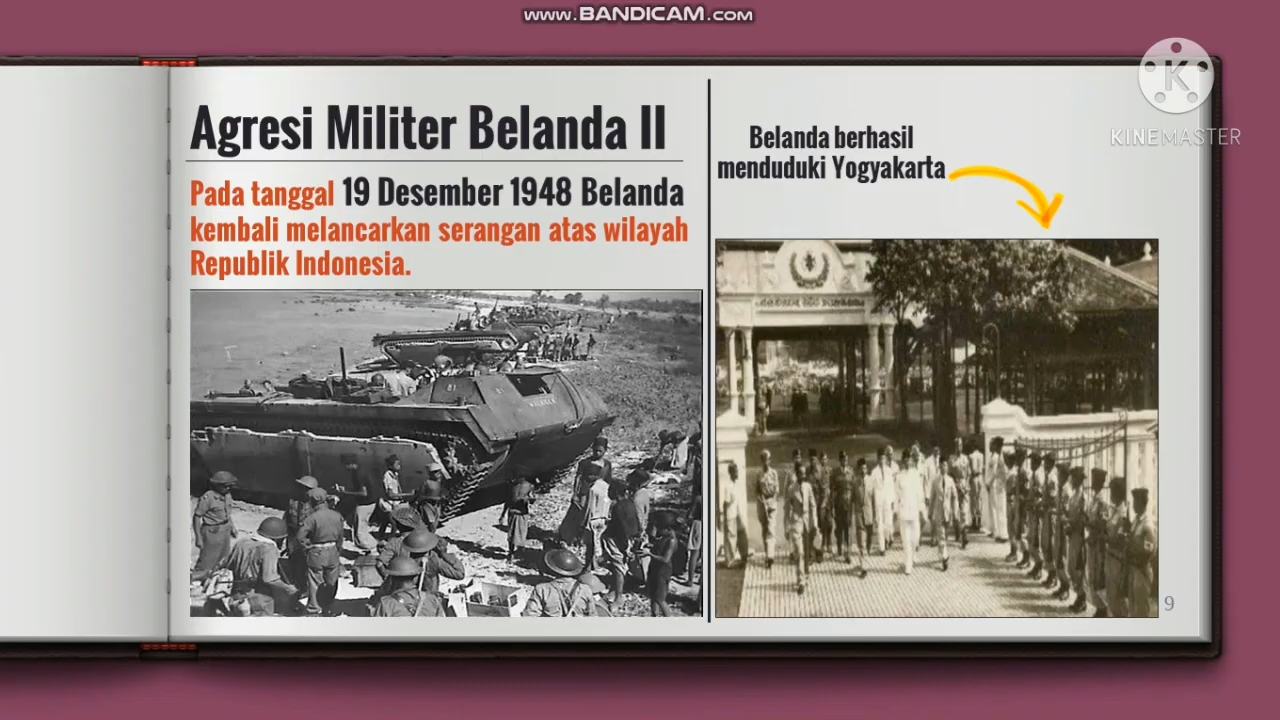 WWW.BANDICAM.COM
KINEMASTER
Agresi Militer Belanda II
Pada tanggal 19 Desember 1948 Belanda
kembali melancarkan serangan atas wilayah
Republik Indonesia.
Belanda berhasil
menduduki Yogyakarta
9